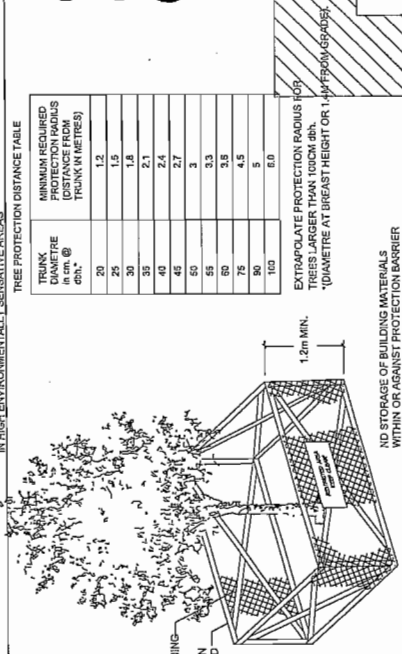 IN HIGH ENVIRONMENTALLY SENSITIVE AREAS
TREE PROTECTION DISTANCE TABLE
TRUNK DIAMETRE in cm. @ dbh.* MINIMUM REQUIRED PROTECTION RADIUS (DISTANCE FROM TRUNK IN METRES)
20 1.2
25 1.5
30 1.8
35 2.1
40 2.4
45 2.7
50 3
55 3.3
60 3.6
75 4.5
90 5
100 6.0
EXTRAPOLATE PROTECTION RADIUS FOR
TREES LARGER THAN 100CM dbh.
*(DIAMETRE AT BREAST HEIGHT OR 1.4M FROM GRADE).
1.2m MIN.
ND STORAGE OF BUILDING MATERIALS
WITHIN OR AGAINST PROTECTION BARRIER